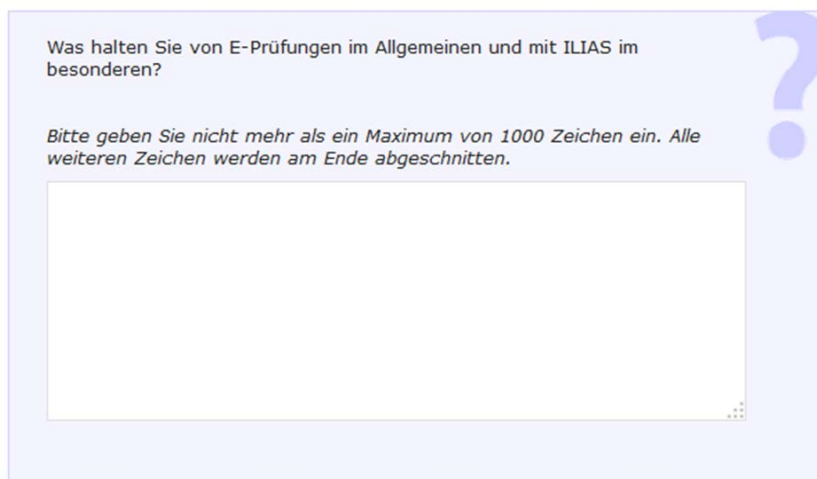 Was halten Sie von E-Prüfungen im Allgemeinen und mit ILIAS im
besonderen?
Bitte geben Sie nicht mehr als ein Maximum von 1000 Zeichen ein. Alle
weiteren Zeichen werden am Ende abgeschnitten.
?